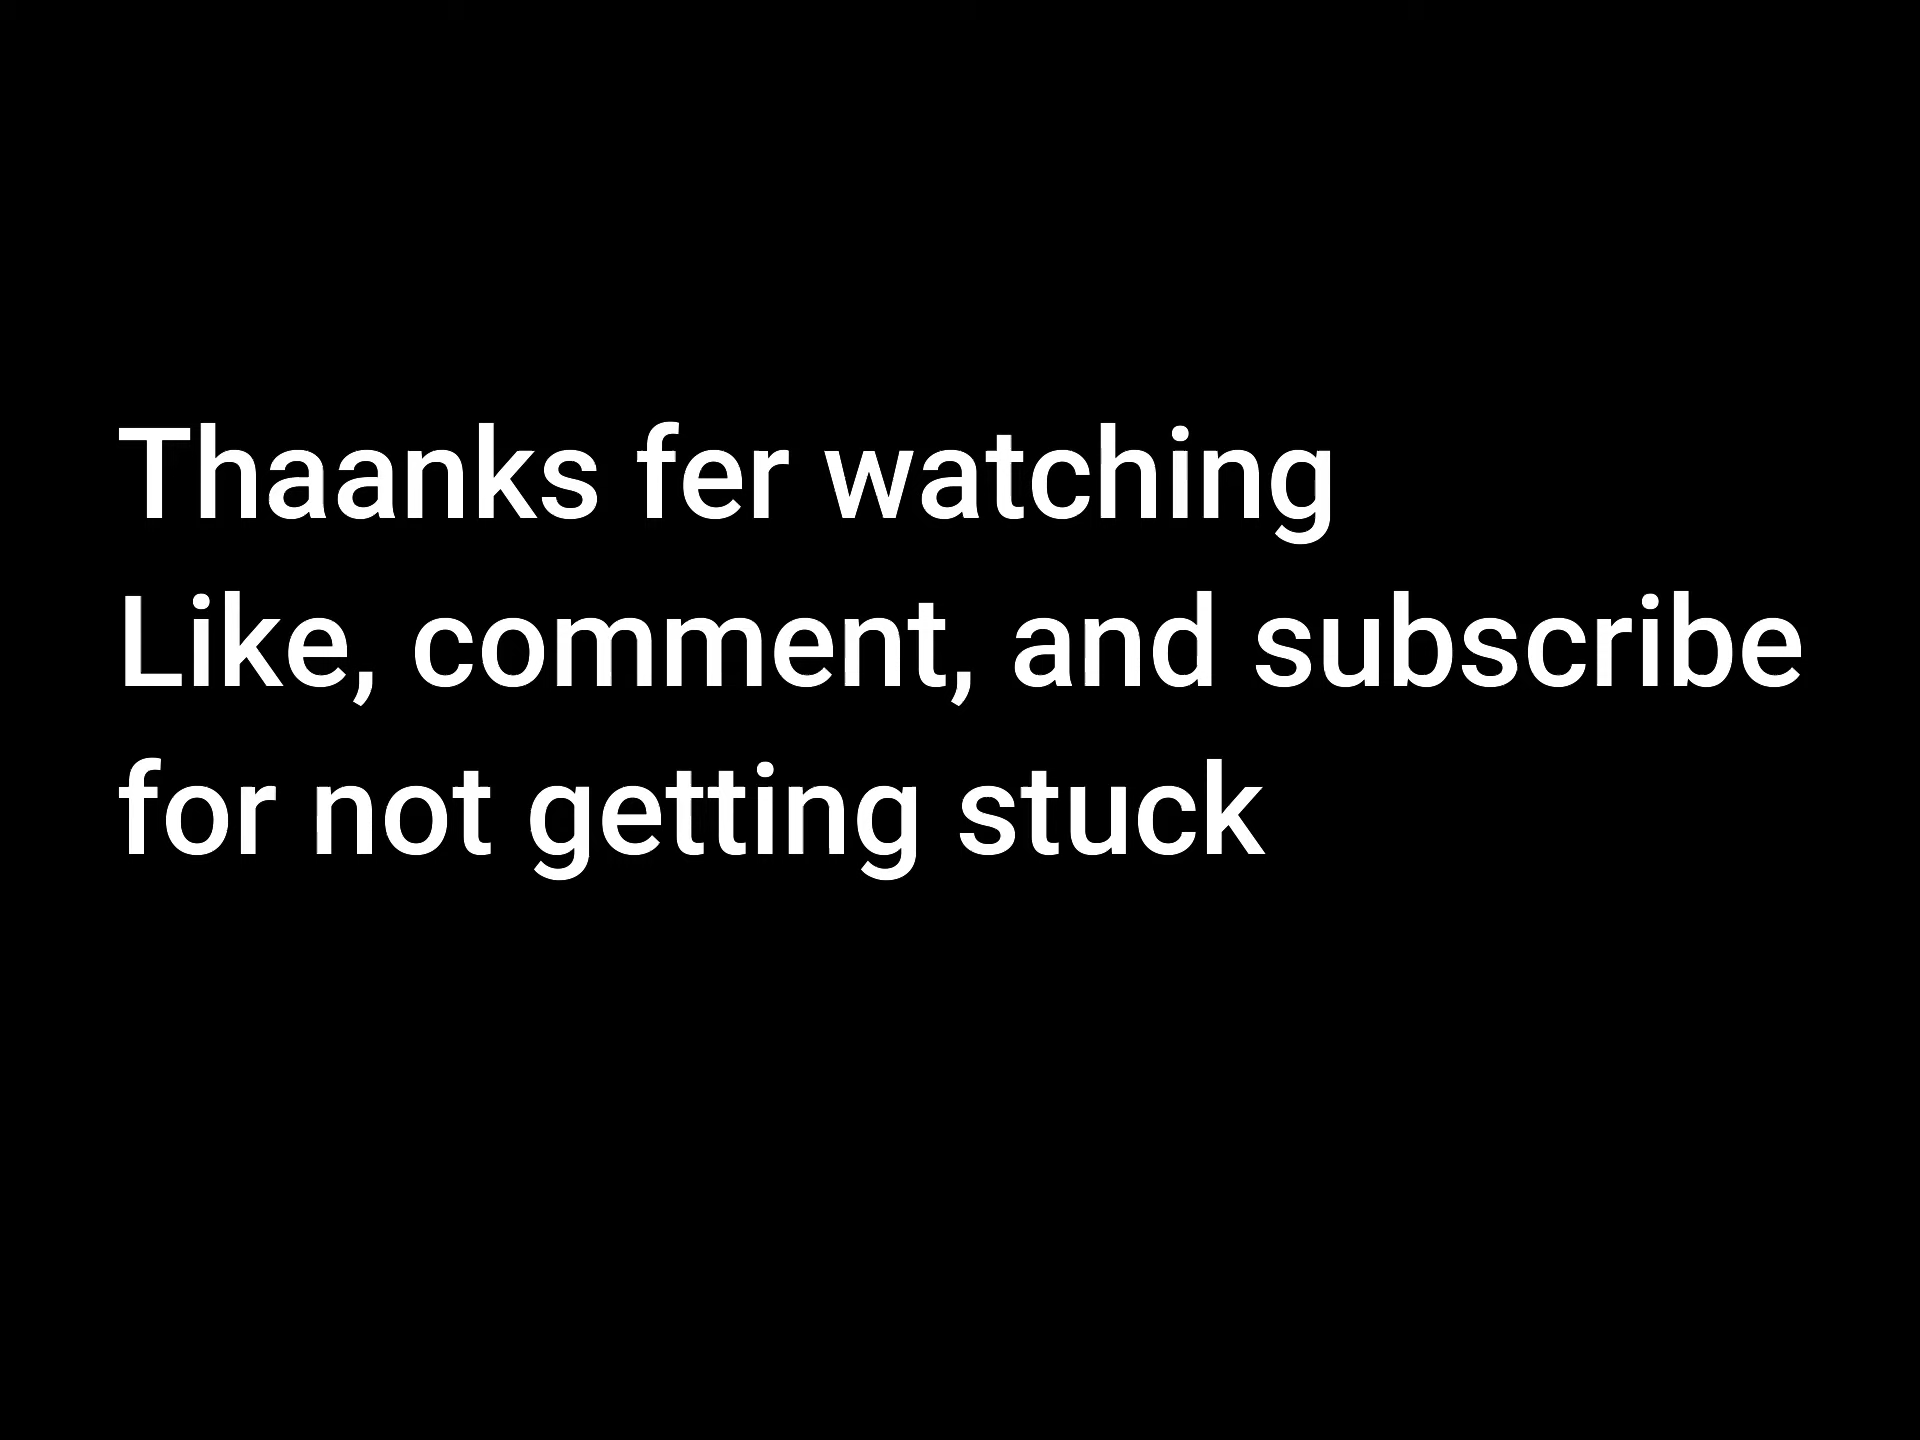 Thaanks fer watching
Like, comment, and subscribe
for not getting stuck